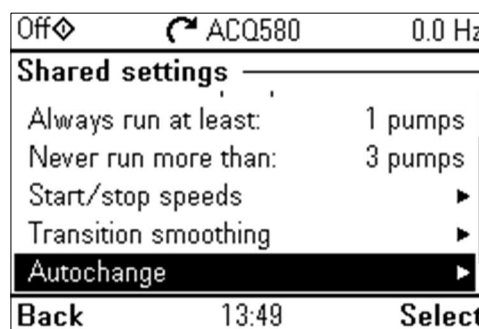 Off ACQ580 0.0 Hz
Shared settings
Always run at least: 1 pumps
Never run more than: 3 pumps
Start/stop speeds
Transition smoothing
Autochange
Back 13:49 Select